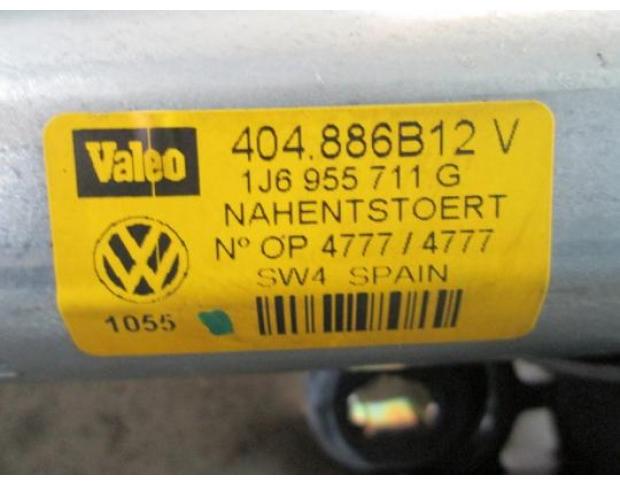 Valeo
404.886B12 V
1J6 955 711 G
NAHENTSTOERT
Nº OP 4777 / 4777
SW4 SPAIN
1055